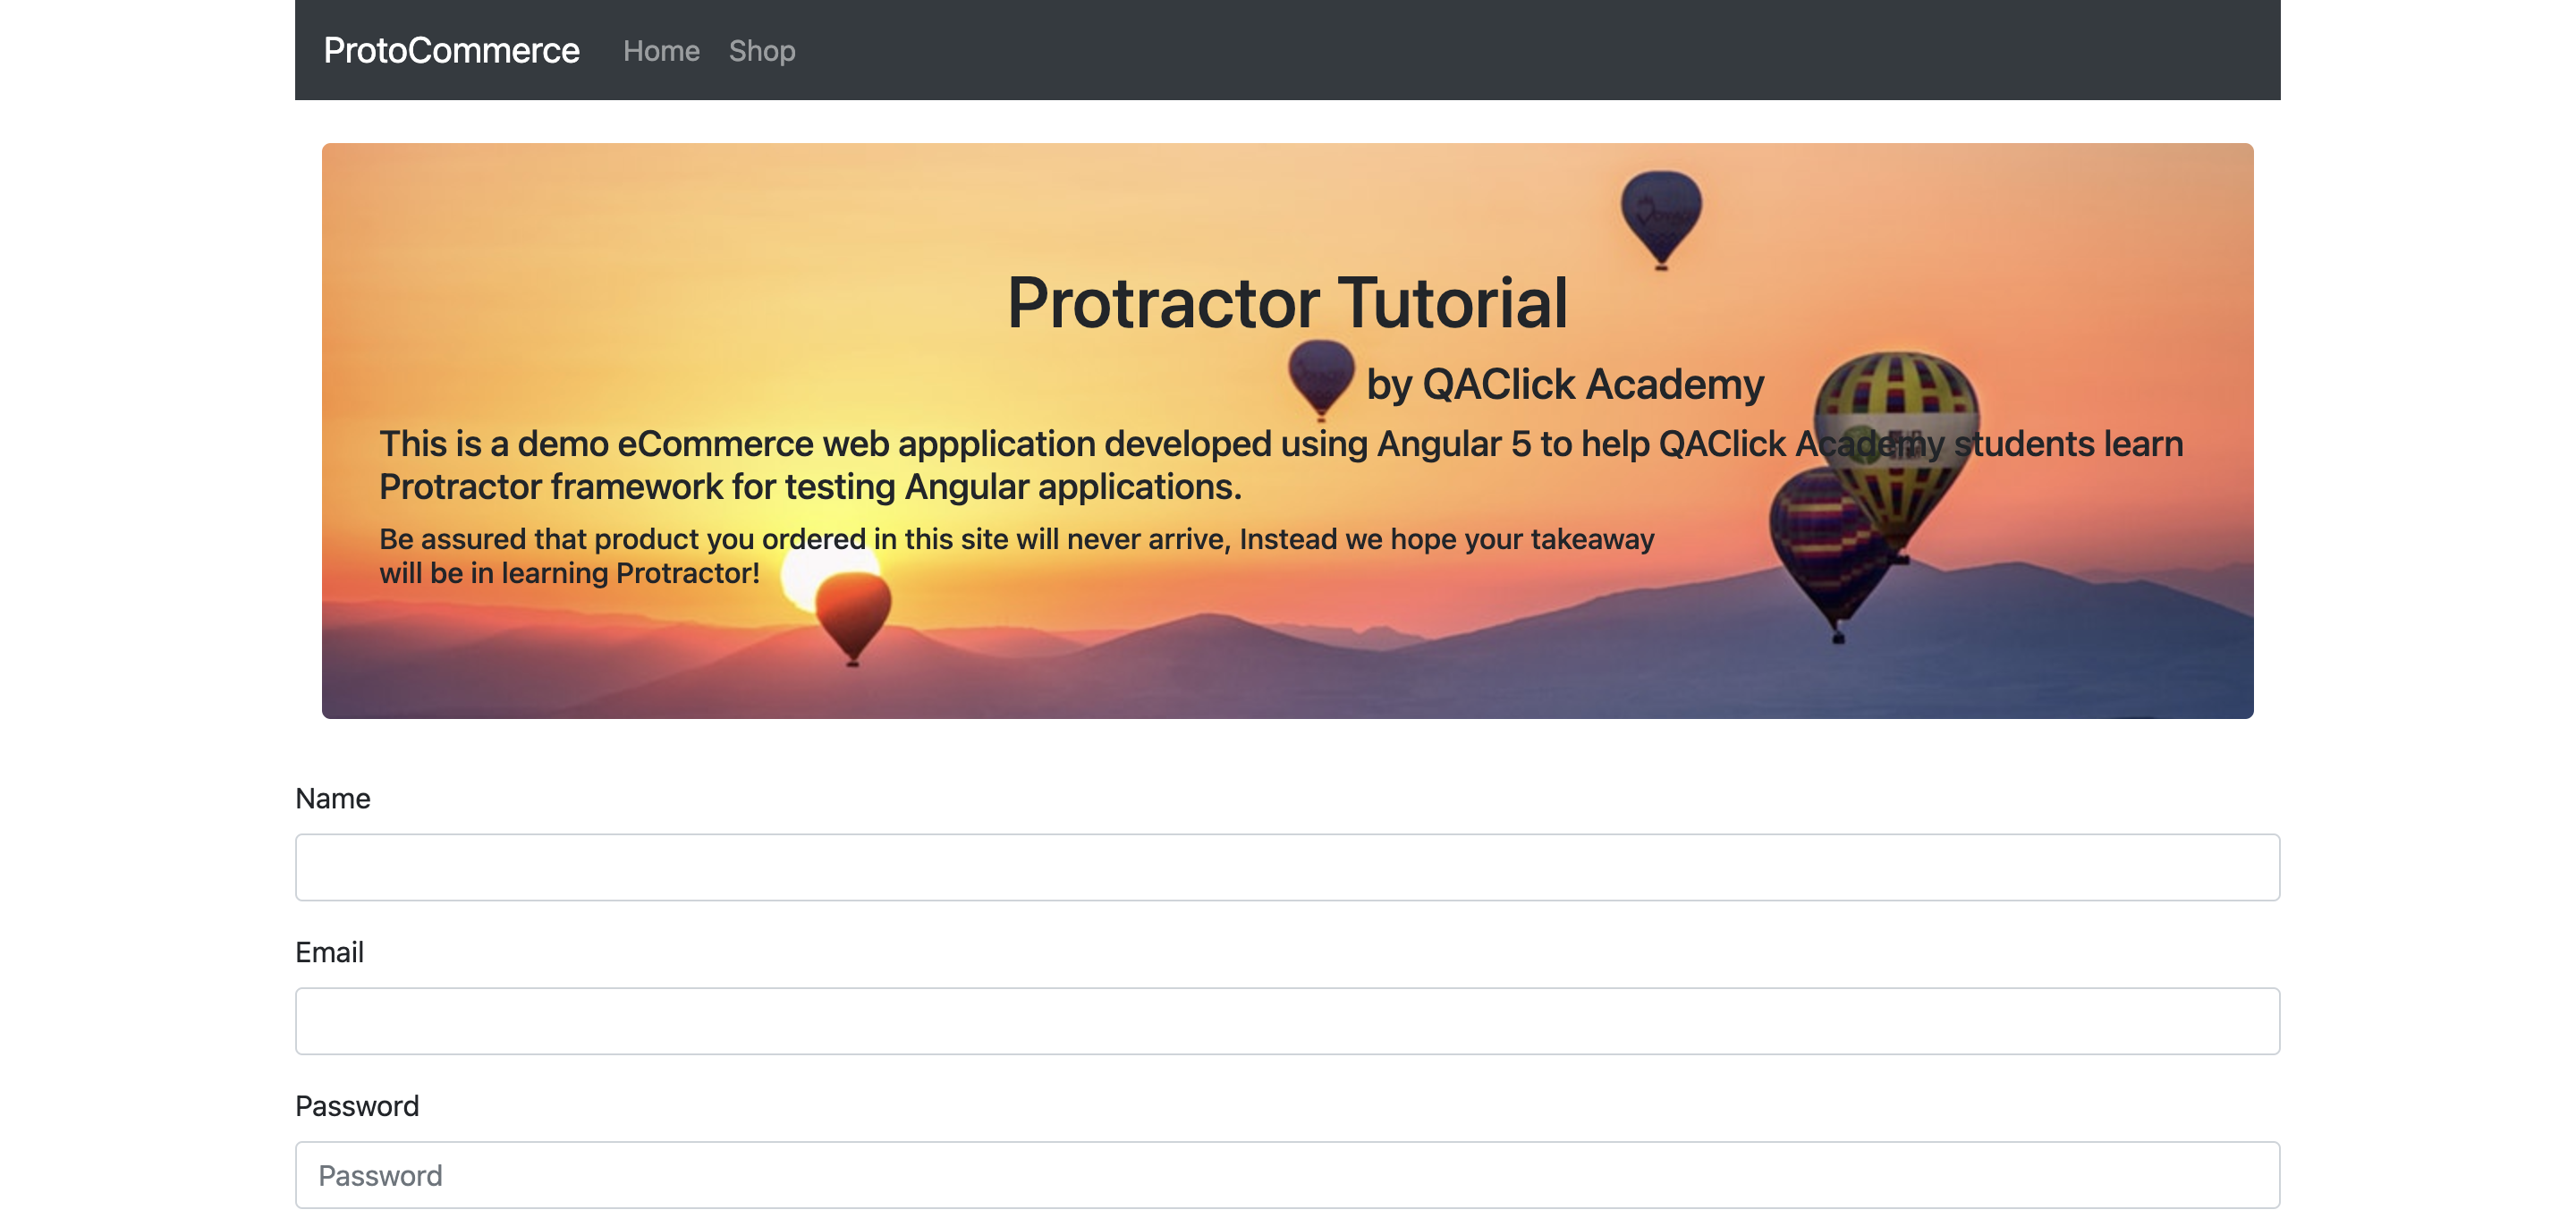 ProtoCommerce Home Shop
Protractor Tutorial
by QAClick Academy
This is a demo eCommerce web appplication developed using Angular 5 to help QAClick Academy students learn
Protractor framework for testing Angular applications.
Be assured that product you ordered in this site will never arrive, Instead we hope your takeaway
will be in learning Protractor!
Name
Email
Password
Password